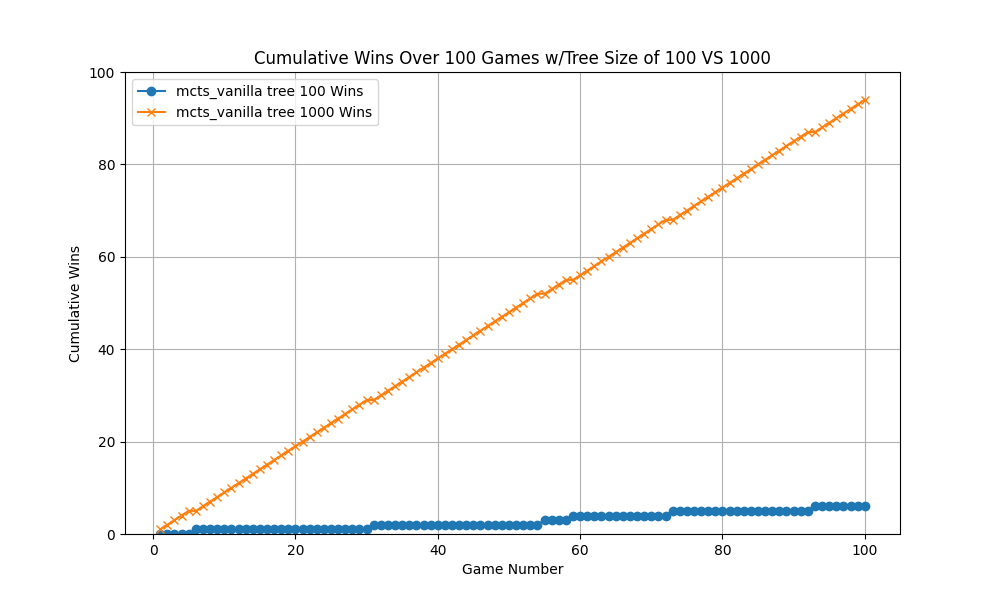 Cumulative Wins Over 100 Games w/Tree Size of 100 VS 1000
mcts_vanilla tree 100 Wins
mcts_vanilla tree 1000 Wins
Cumulative Wins
100
80
60
40
20
0
0 20 40 60 80 100
Game Number